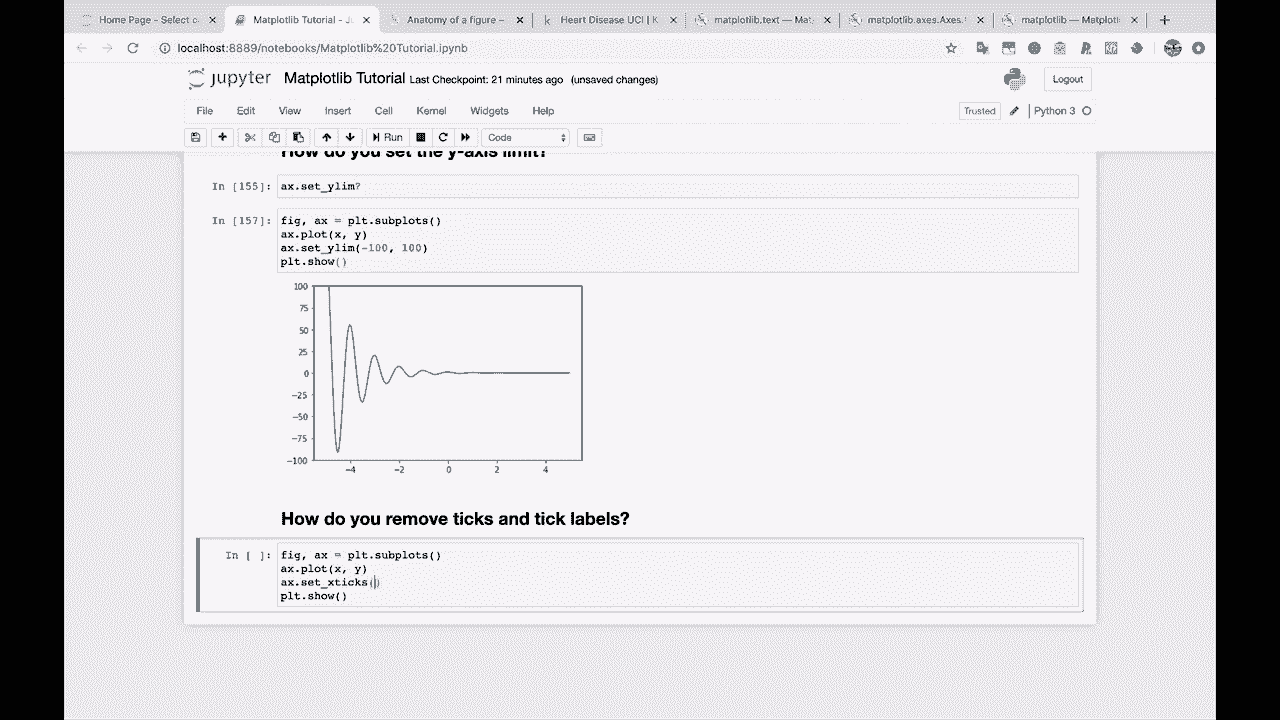 Home Page - Select o
Matplotlib Tutorial - J
Anatomy of a figure –
Heart Disease UCI | K
matplotlib.text — Mat
matplotlib.axes.Axes.
matplotlib — Matplotl
localhost:8889/notebooks/Matplotlib%20Tutorial.ipynb
jupyter Matplotlib Tutorial Last Checkpoint: 21 minutes ago (unsaved changes)
Logout
File Edit View Insert Cell Kernel Widgets Help
Trusted Python 3
Run Code
How do you set the y-axis limit?
In [155]: ax.set_ylim?
In [157]: fig, ax = plt.subplots()
ax.plot(x, y)
ax.set_ylim(-100, 100)
plt.show()
100
75
50
25
0
−25
−50
−75
−100
−4 −2 0 2 4
How do you remove ticks and tick labels?
In [ ]: fig, ax = plt.subplots()
ax.plot(x, y)
ax.set_xticks()
plt.show()